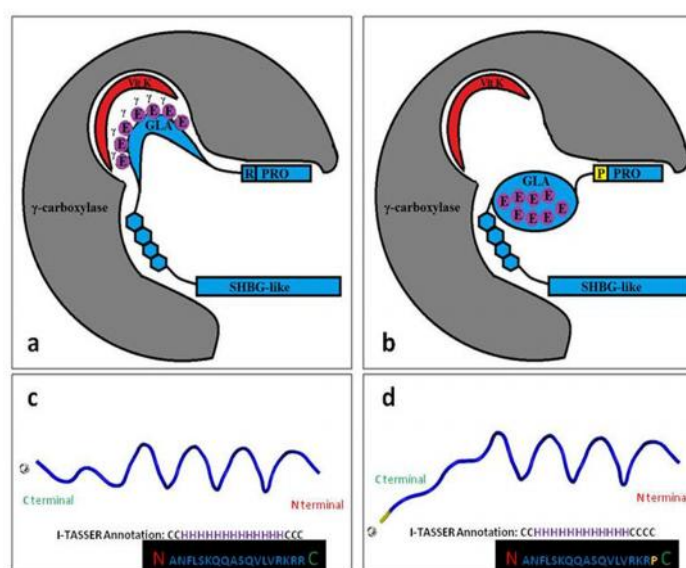 Vit K
γ γ γ γ
E E E E
γ E
E
γ E
GLA
R PRO
γ-carboxylase
SHBG-like
a
Vit K
GLA
E E E E
E E E E
P PRO
γ-carboxylase
SHBG-like
b
c
C terminal
N terminal
I-TASSER Annotation: CCHHHHHHHHHHHHHCCC
N ANFLSKQQASQVLVRKRR C
d
C terminal
N terminal
I-TASSER Annotation: CCHHHHHHHHHHHHCCCC
N ANFLSKQQASQVLVRKRP C